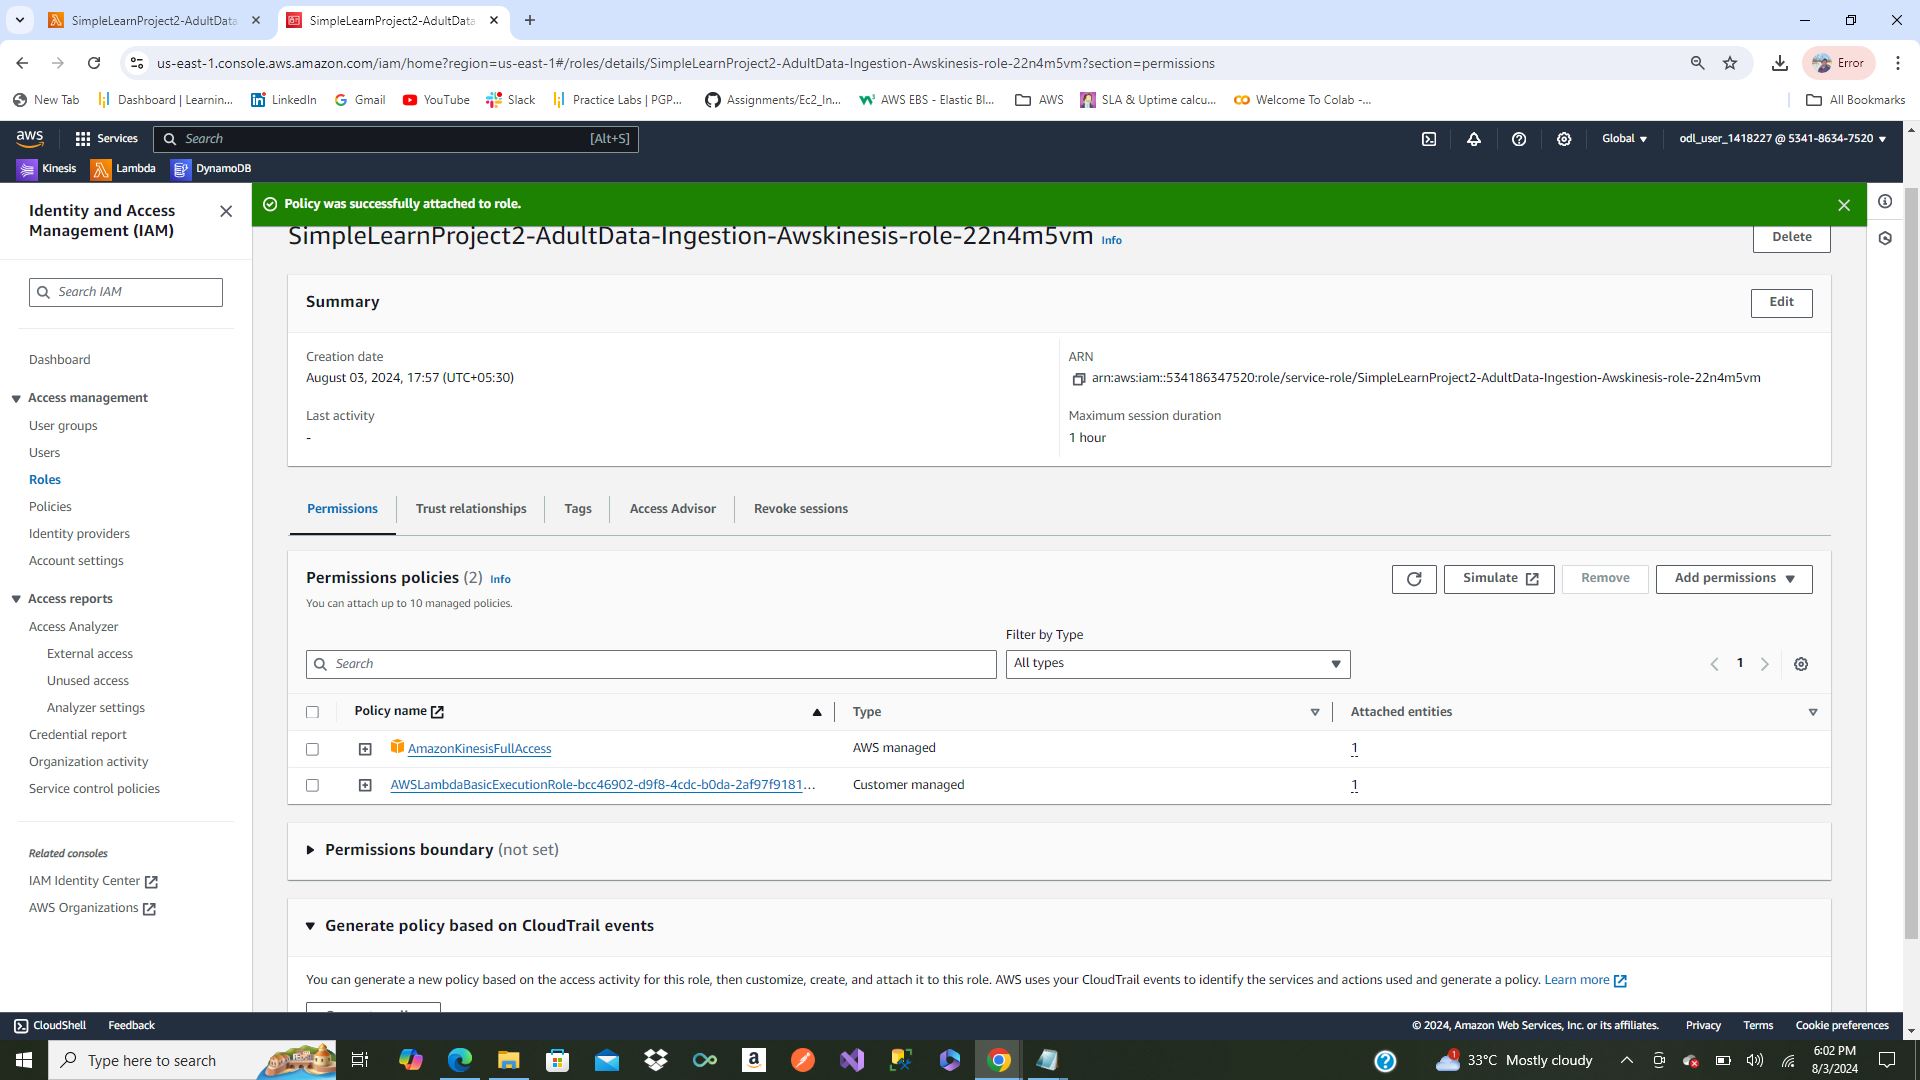 SimpleLearnProject2-AdultData
SimpleLearnProject2-AdultData
us-east-1.console.aws.amazon.com/iam/home?region=us-east-1#/roles/details/SimpleLearnProject2-AdultData-Ingestion-Awskinesis-role-22n4m5vm?section=permissions
Error
New Tab
Dashboard | Learnin...
LinkedIn
Gmail
YouTube
Slack
Practice Labs | PGP...
Assignments/Ec2_In...
AWS EBS - Elastic Bl...
AWS
SLA & Uptime calcu...
Welcome To Colab -...
All Bookmarks
aws
Services
Search
[Alt+S]
Global
odl_user_1418227 @ 5341-8634-7520
Kinesis
Lambda
DynamoDB
Identity and Access
Management (IAM)
Search IAM
Dashboard
Access management
User groups
Users
Roles
Policies
Identity providers
Account settings
Access reports
Access Analyzer
External access
Unused access
Analyzer settings
Credential report
Organization activity
Service control policies
Related consoles
IAM Identity Center
AWS Organizations
Policy was successfully attached to role.
SimpleLearnProject2-AdultData-Ingestion-Awskinesis-role-22n4m5vm Info
Delete
Summary
Edit
Creation date
August 03, 2024, 17:57 (UTC+05:30)
Last activity
-
ARN
arn:aws:iam::534186347520:role/service-role/SimpleLearnProject2-AdultData-Ingestion-Awskinesis-role-22n4m5vm
Maximum session duration
1 hour
Permissions
Trust relationships
Tags
Access Advisor
Revoke sessions
Permissions policies (2) Info
You can attach up to 10 managed policies.
Simulate
Remove
Add permissions
Filter by Type
Search
All types
1
Policy name
Type
Attached entities
AmazonKinesisFullAccess
AWS managed
1
AWSLambdaBasicExecutionRole-bcc46902-d9f8-4cdc-b0da-2af97f9181...
Customer managed
1
Permissions boundary (not set)
Generate policy based on CloudTrail events
You can generate a new policy based on the access activity for this role, then customize, create, and attach it to this role. AWS uses your CloudTrail events to identify the services and actions used and generate a policy. Learn more
CloudShell
Feedback
© 2024, Amazon Web Services, Inc. or its affiliates.
Privacy
Terms
Cookie preferences
Type here to search
1
33°C Mostly cloudy
6:02 PM
8/3/2024